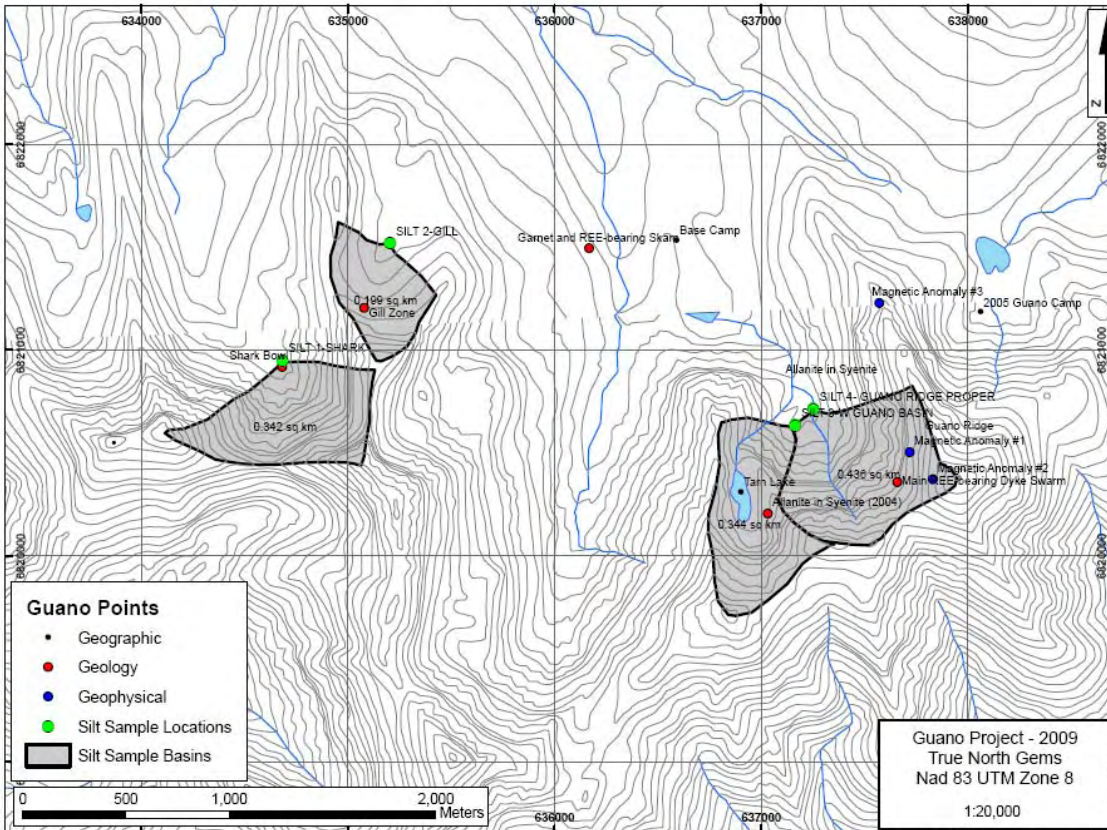 634000
635000
636000
637000
638000
6822000
6822000
SILT 2-GILL
Garnet and REE-bearing Skarn
Base Camp
0.199 sq km
Gill Zone
Magnetic Anomaly #3
2005 Guano Camp
6821000
6821000
SILT 1-SHARK
Shark Bowl
Allanite in Syenite
SILT 4- GUANO RIDGE PROPER
SILT 3-W GUANO BASIN
0.342 sq km
Guano Ridge
Magnetic Anomaly #1
0.436 sq km
Magnetic Anomaly #2
Main REE-bearing Dyke Swarm
Tarn Lake
Allanite in Syenite (2004)
0.344 sq km
6820000
6820000
Guano Points
Geographic
Geology
Geophysical
Silt Sample Locations
Silt Sample Basins
0 500 1,000 2,000
Meters
636000
637000
Guano Project - 2009
True North Gems
Nad 83 UTM Zone 8
1:20,000
N